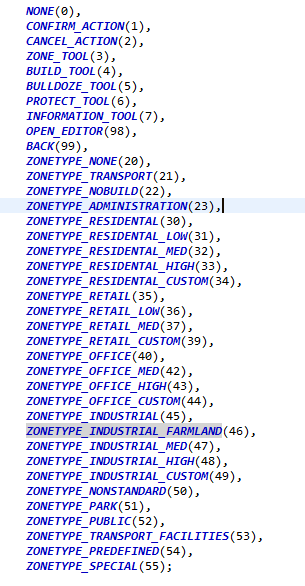 NONE(0),
CONFIRM_ACTION(1),
CANCEL_ACTION(2),
ZONE_TOOL(3),
BUILD_TOOL(4),
BULLDOZE_TOOL(5),
PROTECT_TOOL(6),
INFORMATION_TOOL(7),
OPEN_EDITOR(98),
BACK(99),
ZONETYPE_NONE(20),
ZONETYPE_TRANSPORT(21),
ZONETYPE_NOBUILD(22),
ZONETYPE_ADMINISTRATION(23),
ZONETYPE_RESIDENTAL(30),
ZONETYPE_RESIDENTAL_LOW(31),
ZONETYPE_RESIDENTAL_MED(32),
ZONETYPE_RESIDENTAL_HIGH(33),
ZONETYPE_RESIDENTAL_CUSTOM(34),
ZONETYPE_RETAIL(35),
ZONETYPE_RETAIL_LOW(36),
ZONETYPE_RETAIL_MED(37),
ZONETYPE_RETAIL_CUSTOM(39),
ZONETYPE_OFFICE(40),
ZONETYPE_OFFICE_MED(42),
ZONETYPE_OFFICE_HIGH(43),
ZONETYPE_OFFICE_CUSTOM(44),
ZONETYPE_INDUSTRIAL(45),
ZONETYPE_INDUSTRIAL_FARMLAND(46),
ZONETYPE_INDUSTRIAL_MED(47),
ZONETYPE_INDUSTRIAL_HIGH(48),
ZONETYPE_INDUSTRIAL_CUSTOM(49),
ZONETYPE_NONSTANDARD(50),
ZONETYPE_PARK(51),
ZONETYPE_PUBLIC(52),
ZONETYPE_TRANSPORT_FACILITIES(53),
ZONETYPE_PREDEFINED(54),
ZONETYPE_SPECIAL(55);